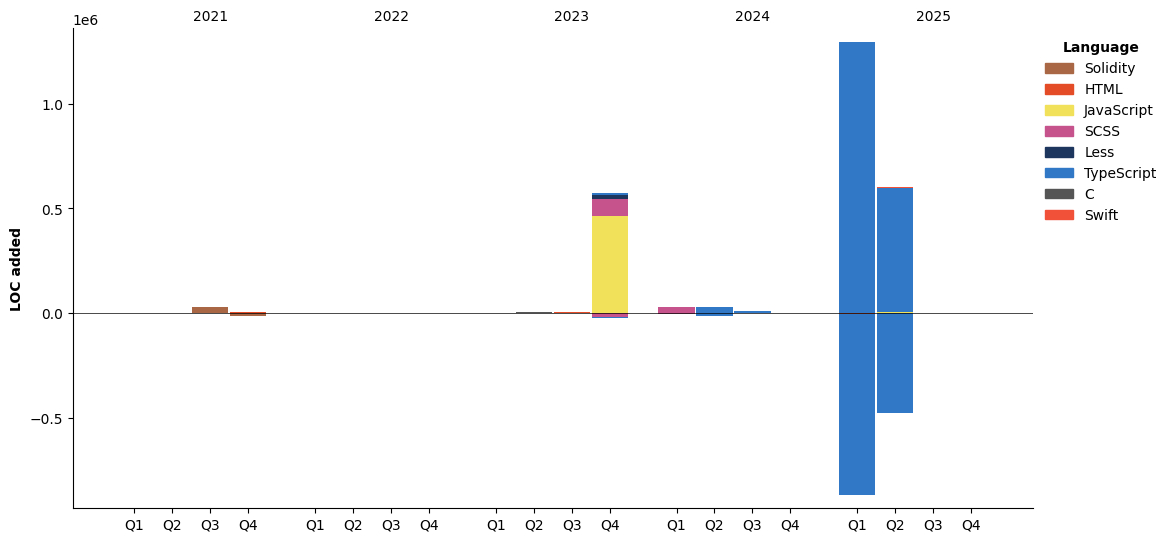 1e6
2021 2022 2023 2024 2025
LOC added
1.0
0.5
0.0
−0.5
Q1 Q2 Q3 Q4 Q1 Q2 Q3 Q4 Q1 Q2 Q3 Q4 Q1 Q2 Q3 Q4 Q1 Q2 Q3 Q4
Language
Solidity
HTML
JavaScript
SCSS
Less
TypeScript
C
Swift